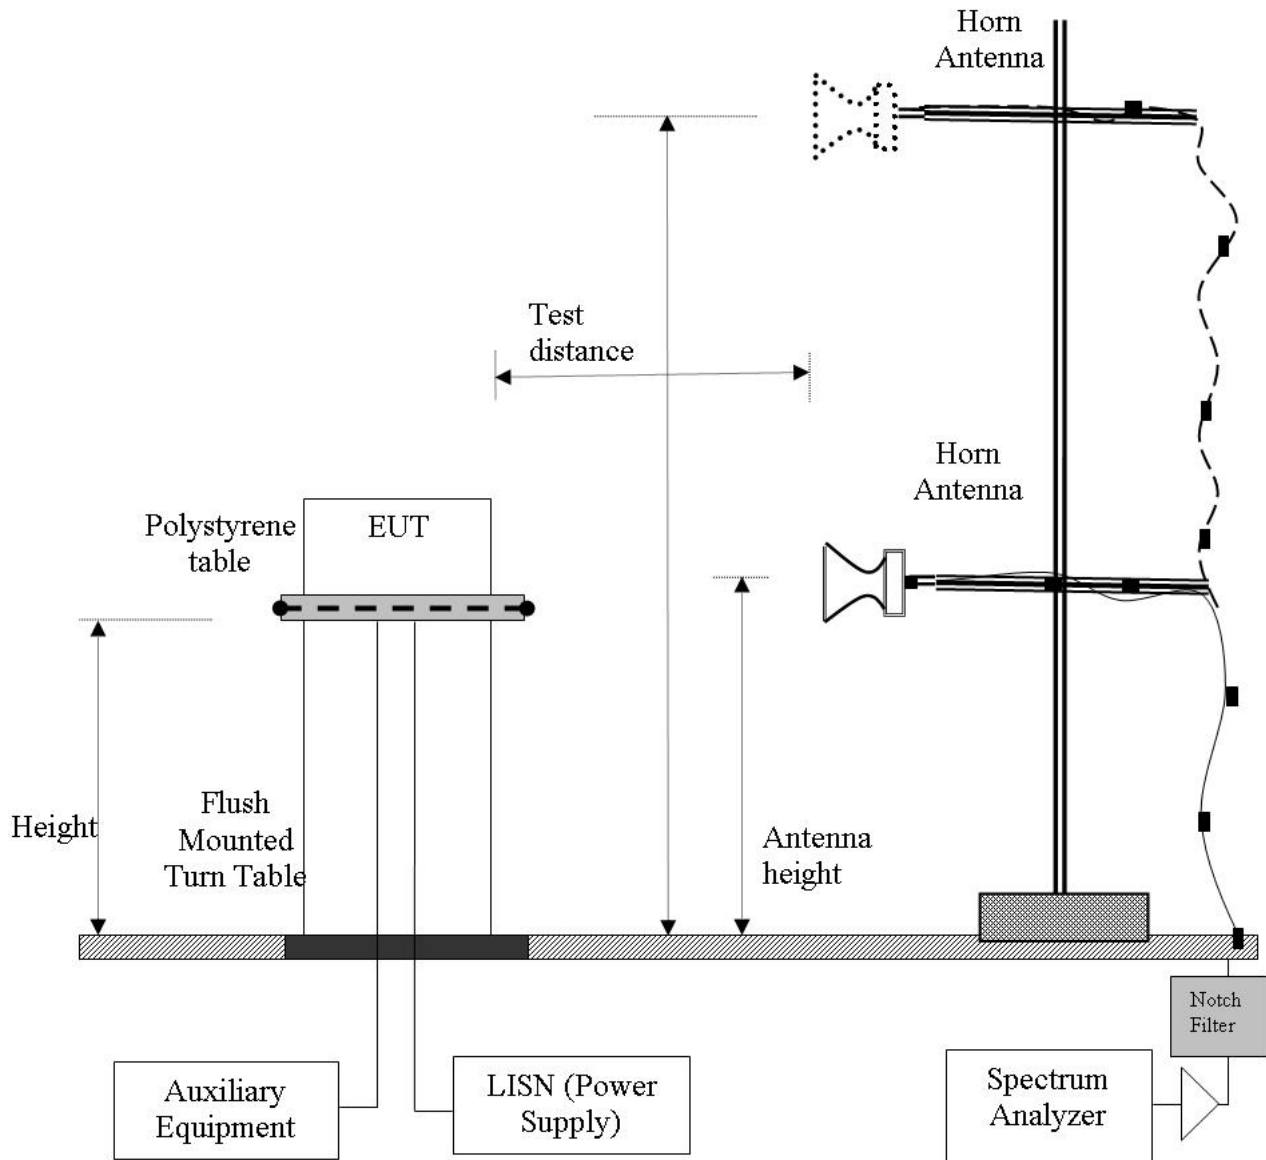 Horn
Antenna
Test
distance
Horn
Antenna
Polystyrene
table
EUT
Height
Flush
Mounted
Turn Table
Antenna
height
Notch
Filter
Auxiliary
Equipment
LISN (Power
Supply)
Spectrum
Analyzer